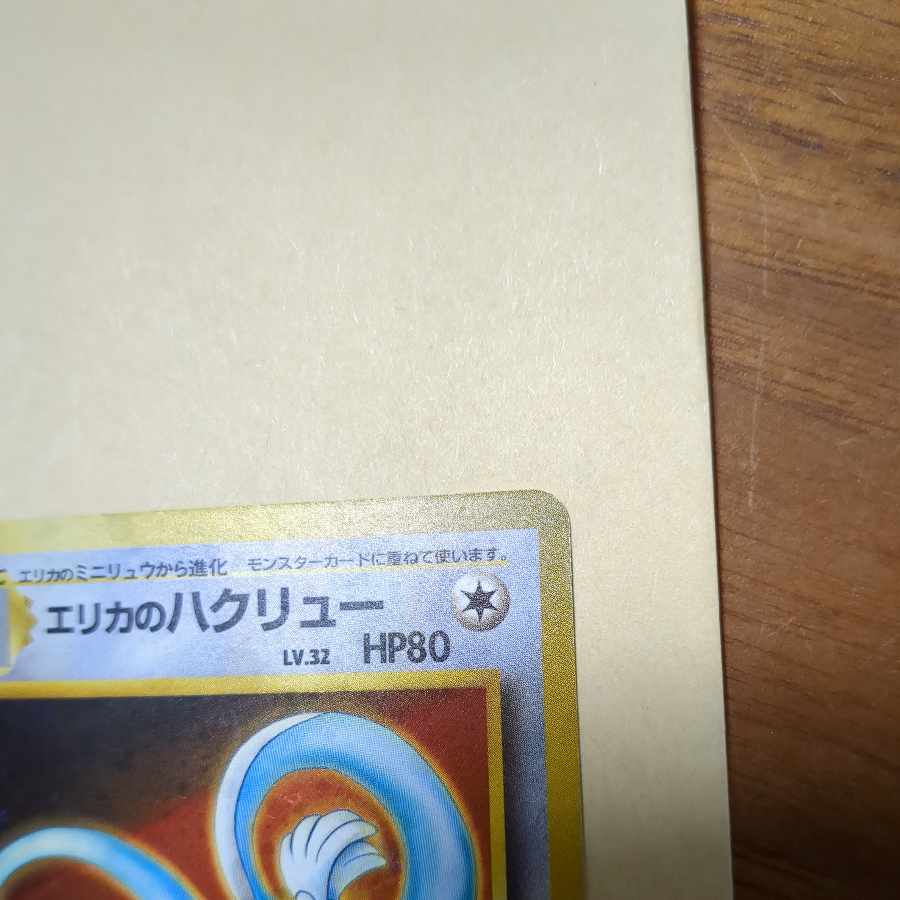 エリカのミニリュウから進化 モンスターカードに重ねて使います。
エリカのハクリュー
LV.32 HP80